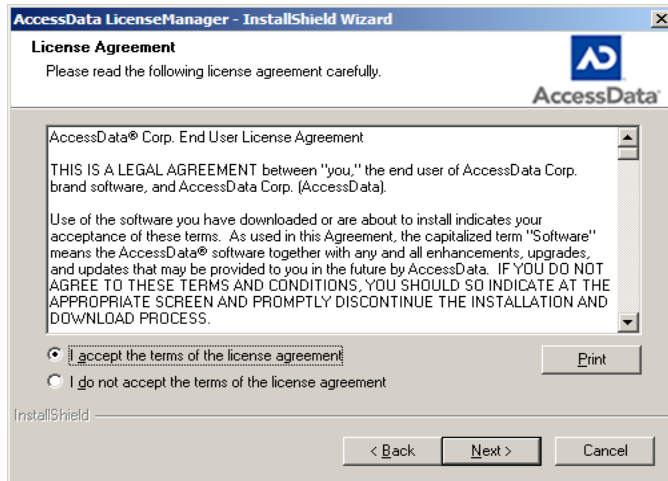 AccessData LicenseManager - InstallShield Wizard
License Agreement
Please read the following license agreement carefully.
AccessData
AccessData® Corp. End User License Agreement
THIS IS A LEGAL AGREEMENT between "you," the end user of AccessData Corp.
brand software, and AccessData Corp. (AccessData).
Use of the software you have downloaded or are about to install indicates your
acceptance of these terms.  As used in this Agreement, the capitalized term "Software"
means the AccessData® software together with any and all enhancements, upgrades,
and updates that may be provided to you in the future by AccessData.  IF YOU DO NOT
AGREE TO THESE TERMS AND CONDITIONS, YOU SHOULD SO INDICATE AT THE
APPROPRIATE SCREEN AND PROMPTLY DISCONTINUE THE INSTALLATION AND
DOWNLOAD PROCESS.
I accept the terms of the license agreement
Print
I do not accept the terms of the license agreement
InstallShield
< Back
Next >
Cancel